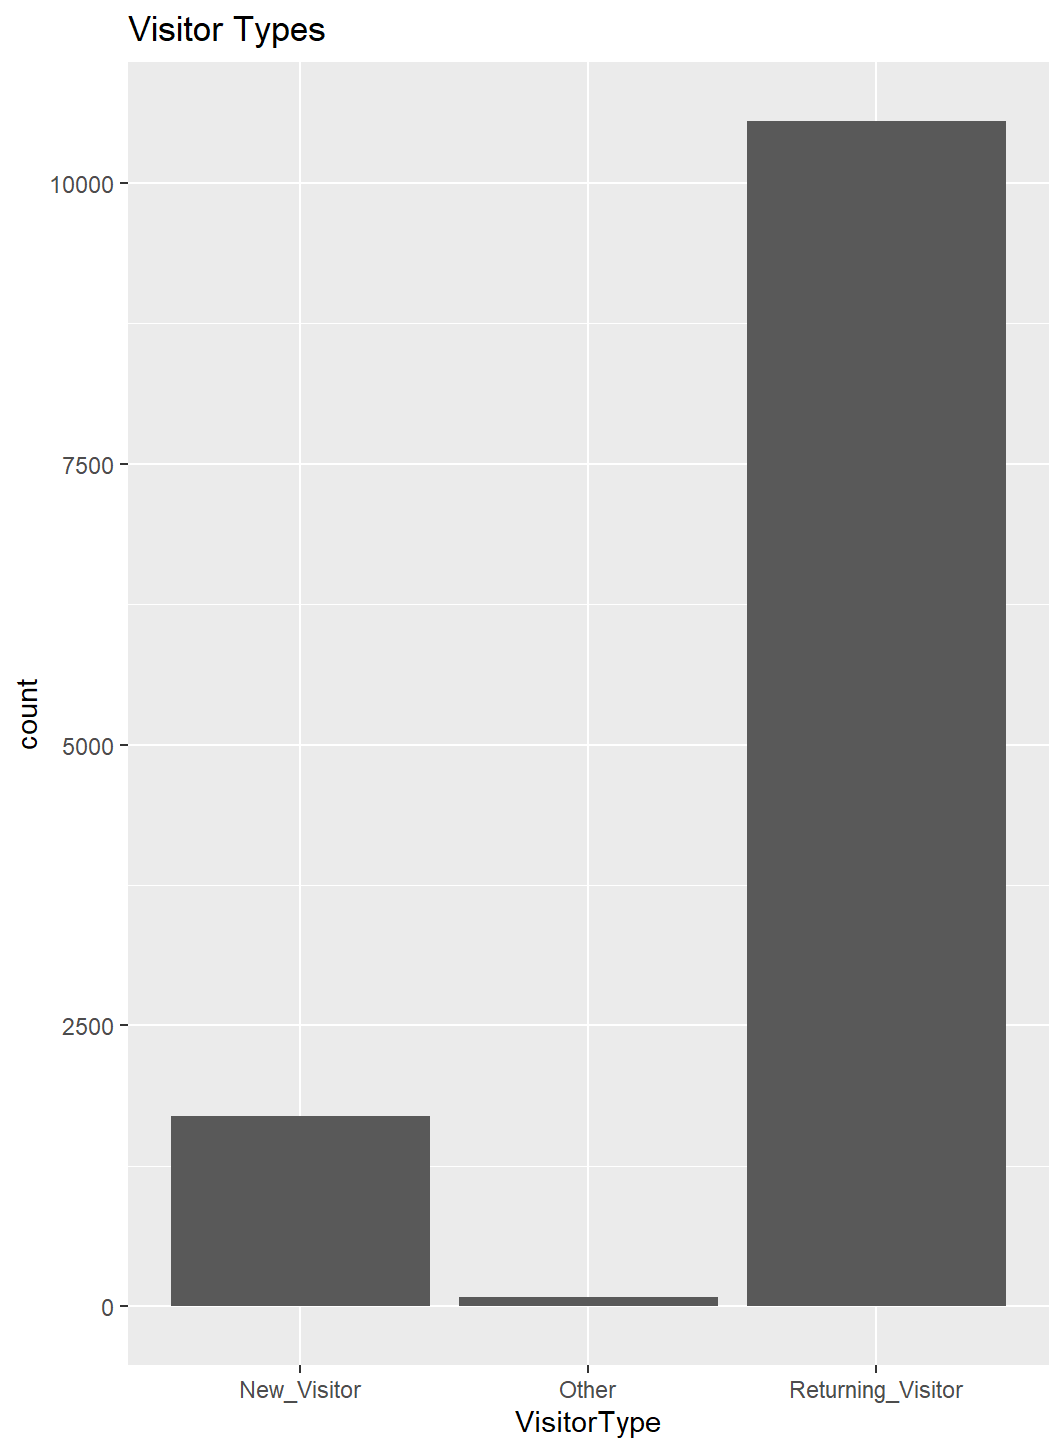 Visitor Types
count
10000
7500
5000
2500
0
New_Visitor
Other
Returning_Visitor
VisitorType